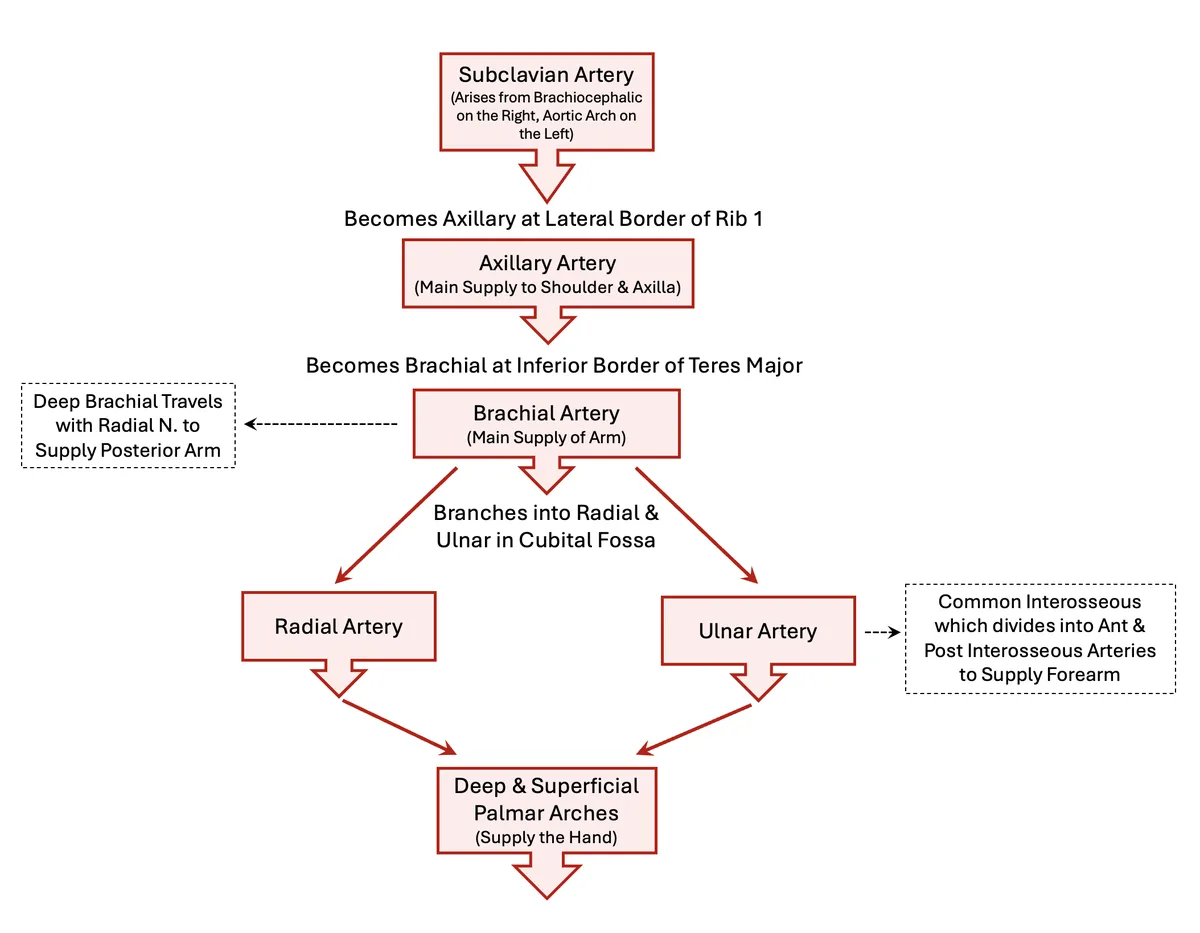 Subclavian Artery
(Arises from Brachiocephalic
on the Right, Aortic Arch on
the Left)
Becomes Axillary at Lateral Border of Rib 1
Axillary Artery
(Main Supply to Shoulder & Axilla)
Becomes Brachial at Inferior Border of Teres Major
Deep Brachial Travels
with Radial N. to
Supply Posterior Arm
Brachial Artery
(Main Supply of Arm)
Branches into Radial &
Ulnar in Cubital Fossa
Radial Artery
Ulnar Artery
Common Interosseous
which divides into Ant &
Post Interosseous Arteries
to Supply Forearm
Deep & Superficial
Palmar Arches
(Supply the Hand)